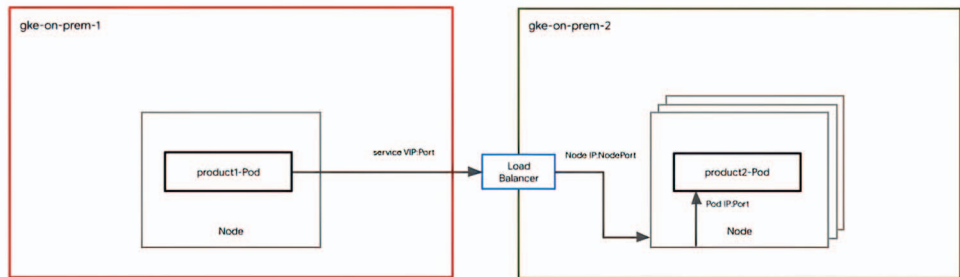 gke-on-prem-1
gke-on-prem-2
service VIP:Port
Load
Balancer
Node IP:NodePort
product1-Pod
product2-Pod
Pod IP:Port
Node
Node